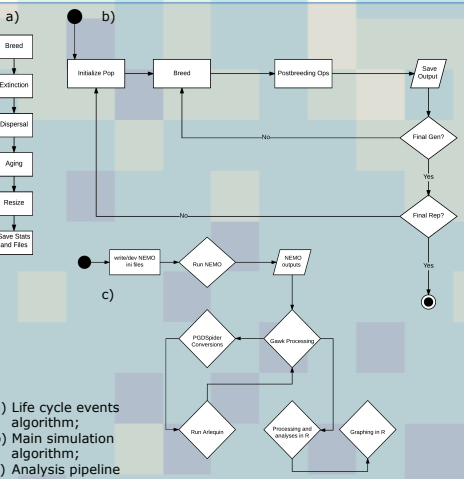 a)
Breed
Extinction
Dispersal
Aging
Resize
Save Stats
and Files
b)
Initialize Pop
Breed
Postbreeding Ops
Save
Output
No
Final Gen?
Yes
No
Final Rep?
Yes
write/dev NEMO
ini files
Run NEMO
NEMO
outputs
c)
PGDSpider
Conversions
Gawk Processing
Run Arlequin
Processing and
analyses in R
Graphing in R
) Life cycle events
algorithm;
) Main simulation
algorithm;
) Analysis pipeline